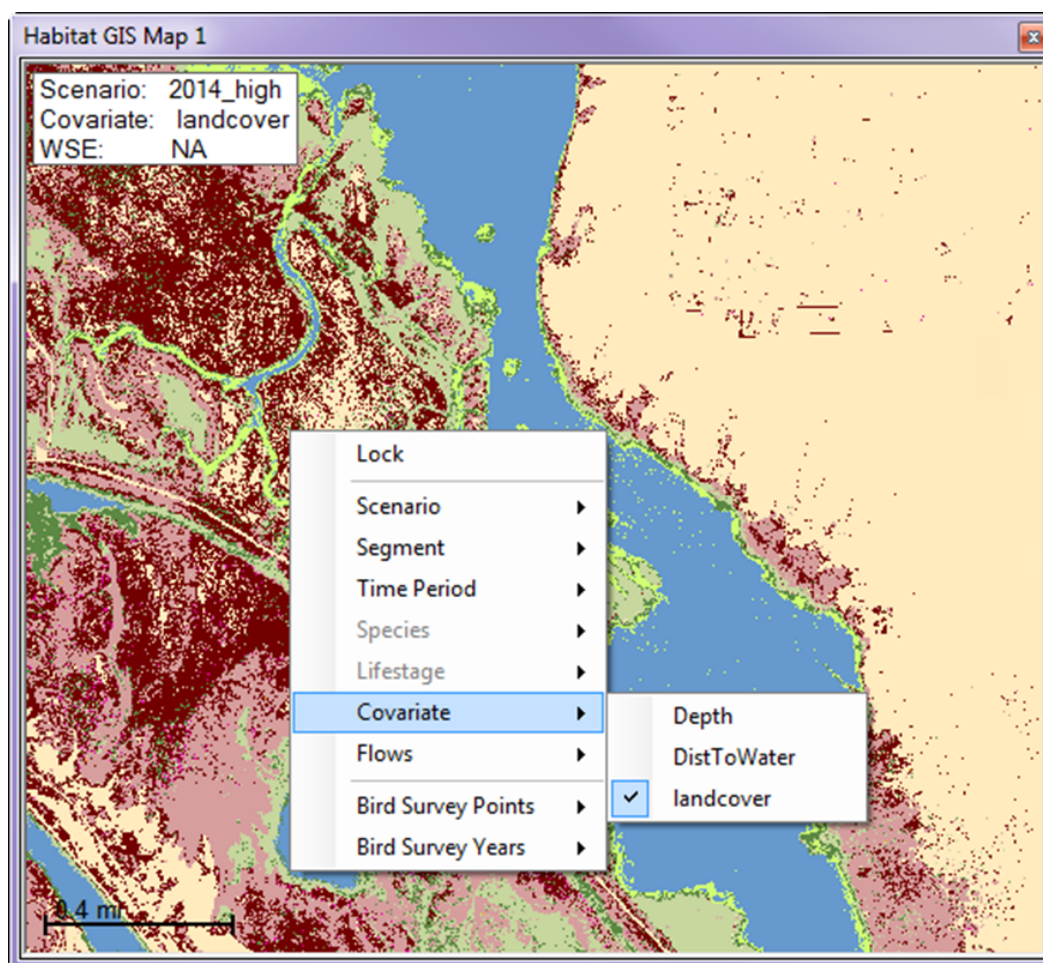 Habitat GIS Map 1
Scenario: 2014_high
Covariate: landcover
WSE: NA
Lock
Scenario
Segment
Time Period
Species
Lifestage
Covariate
Depth
DistToWater
landcover
Flows
Bird Survey Points
Bird Survey Years
0.4 mi